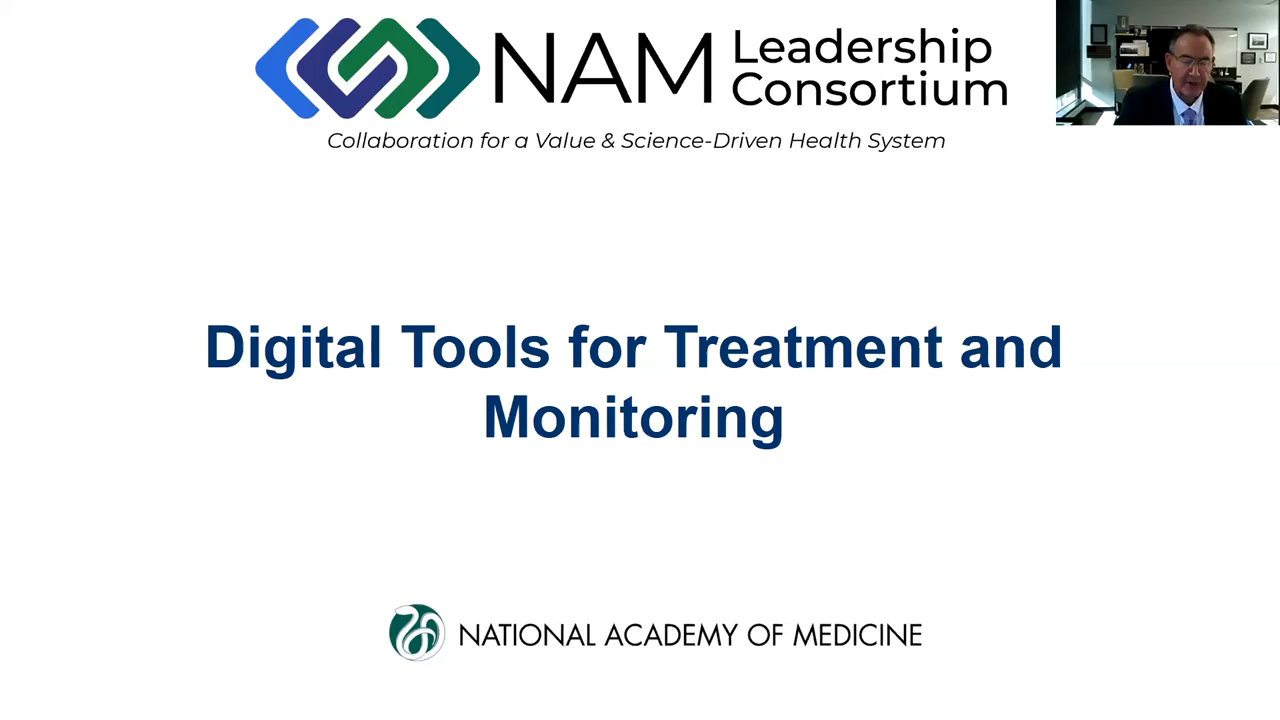 NAM Leadership
Consortium
Collaboration for a Value & Science-Driven Health System
Digital Tools for Treatment and
Monitoring
NATIONAL ACADEMY OF MEDICINE